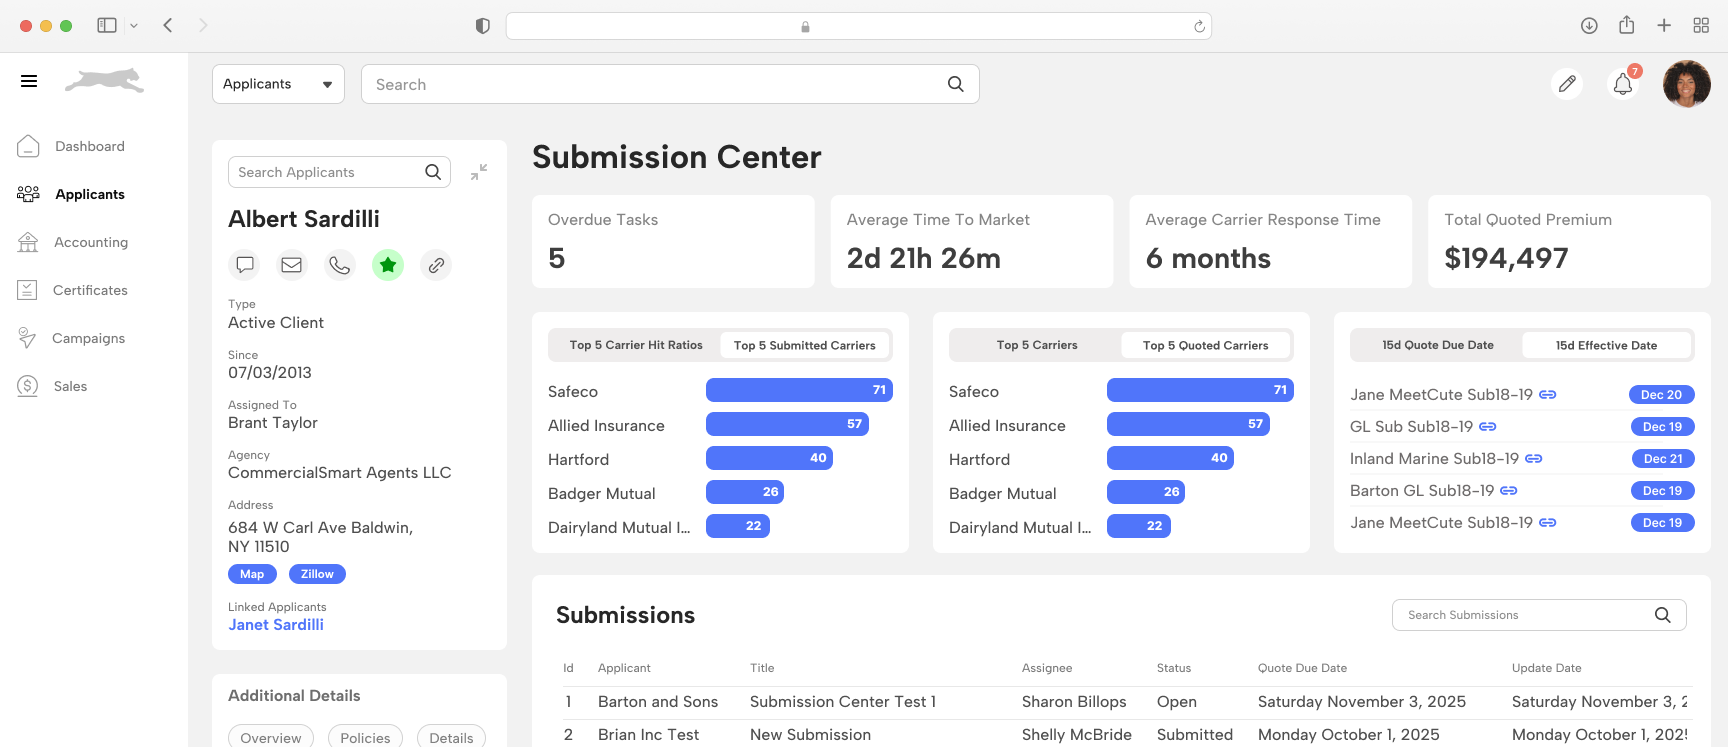 Applicants
Search
7
Dashboard
Applicants
Accounting
Certificates
Campaigns
Sales
Search Applicants
Albert Sardilli
Type
Active Client
Since
07/03/2013
Assigned To
Brant Taylor
Agency
CommercialSmart Agents LLC
Address
684 W Carl Ave Baldwin,
NY 11510
Map Zillow
Linked Applicants
Janet Sardilli
Additional Details
Overview Policies Details
Submission Center
Overdue Tasks
5
Average Time To Market
2d 21h 26m
Average Carrier Response Time
6 months
Total Quoted Premium
$194,497
Top 5 Carrier Hit Ratios Top 5 Submitted Carriers
Safeco 71
Allied Insurance 57
Hartford 40
Badger Mutual 26
Dairyland Mutual I... 22
Top 5 Carriers Top 5 Quoted Carriers
Safeco 71
Allied Insurance 57
Hartford 40
Badger Mutual 26
Dairyland Mutual I... 22
15d Quote Due Date 15d Effective Date
Jane MeetCute Sub18-19 Dec 20
GL Sub Sub18-19 Dec 19
Inland Marine Sub18-19 Dec 21
Barton GL Sub18-19 Dec 19
Jane MeetCute Sub18-19 Dec 19
Submissions
Search Submissions
Id Applicant Title Assignee Status Quote Due Date Update Date
1 Barton and Sons Submission Center Test 1 Sharon Billops Open Saturday November 3, 2025 Saturday November 3,
2 Brian Inc Test New Submission Shelly McBride Submitted Monday October 1, 2025 Monday October 1,